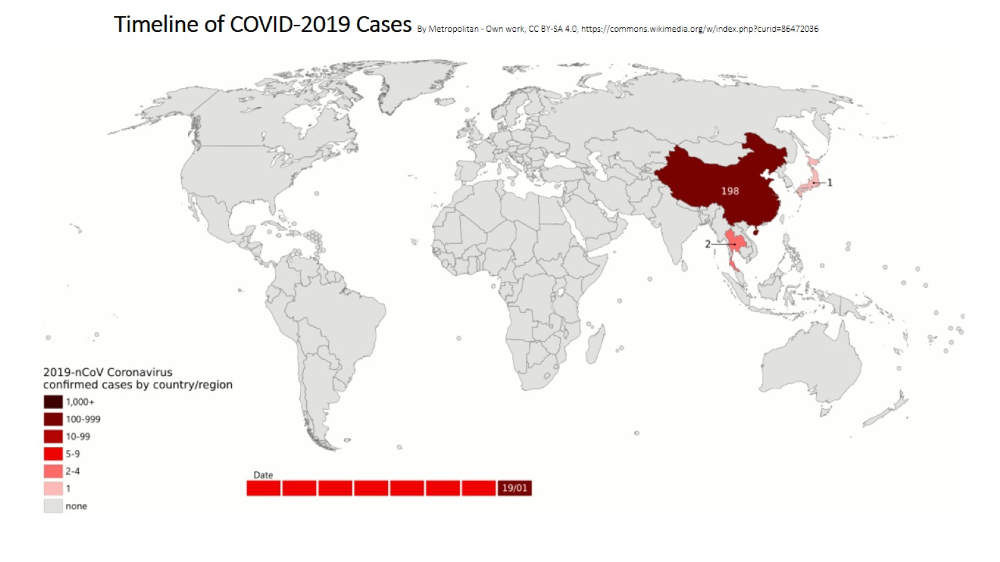 Timeline of COVID-2019 Cases By Metropolitan - Own work, CC BY-SA 4.0, https://commons.wikimedia.org/w/index.php?curid=86472036
198
1
2
2019-nCoV Coronavirus
confirmed cases by country/region
1,000+
100-999
10-99
5-9
2-4
1
none
Date
19/01